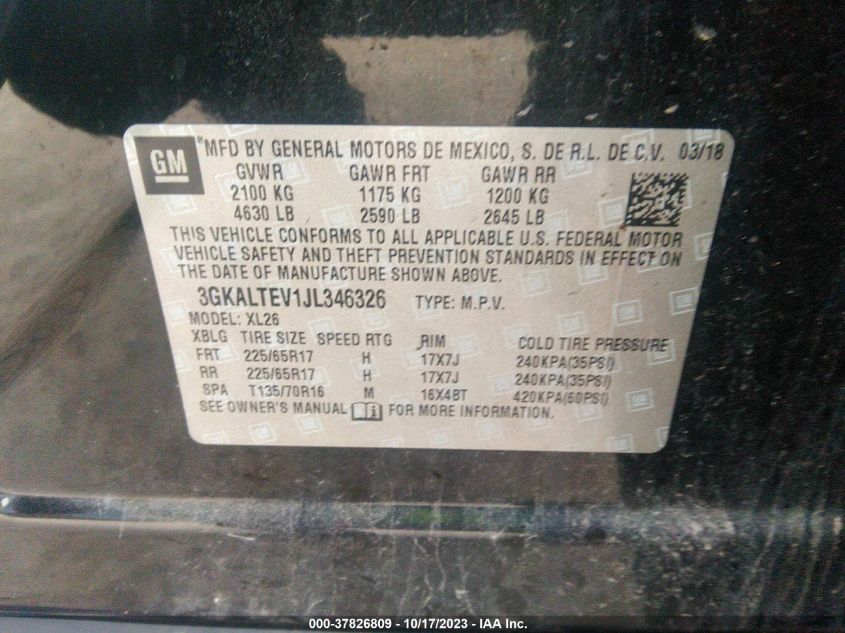 GM
*MFD BY GENERAL MOTORS DE MEXICO, S. DE R.L. DE C.V. 03/18
GVWR GAWR FRT GAWR RR
2100 KG 1175 KG 1200 KG
4630 LB 2590 LB 2645 LB
THIS VEHICLE CONFORMS TO ALL APPLICABLE U.S. FEDERAL MOTOR
VEHICLE SAFETY AND THEFT PREVENTION STANDARDS IN EFFECT ON
THE DATE OF MANUFACTURE SHOWN ABOVE.
3GKALTEV1JL346326 TYPE: M.P.V.
MODEL: XL26
XBLG TIRE SIZE SPEED RTG RIM COLD TIRE PRESSURE
FRT 225/65R17 H 17X7J 240KPA(35PSI)
RR 225/65R17 H 17X7J 240KPA(35PSI)
SPA T135/70R16 M 16X4BT 420KPA(60PSI)
SEE OWNER'S MANUAL FOR MORE INFORMATION.
000-37826809 - 10/17/2023 - IAA Inc.